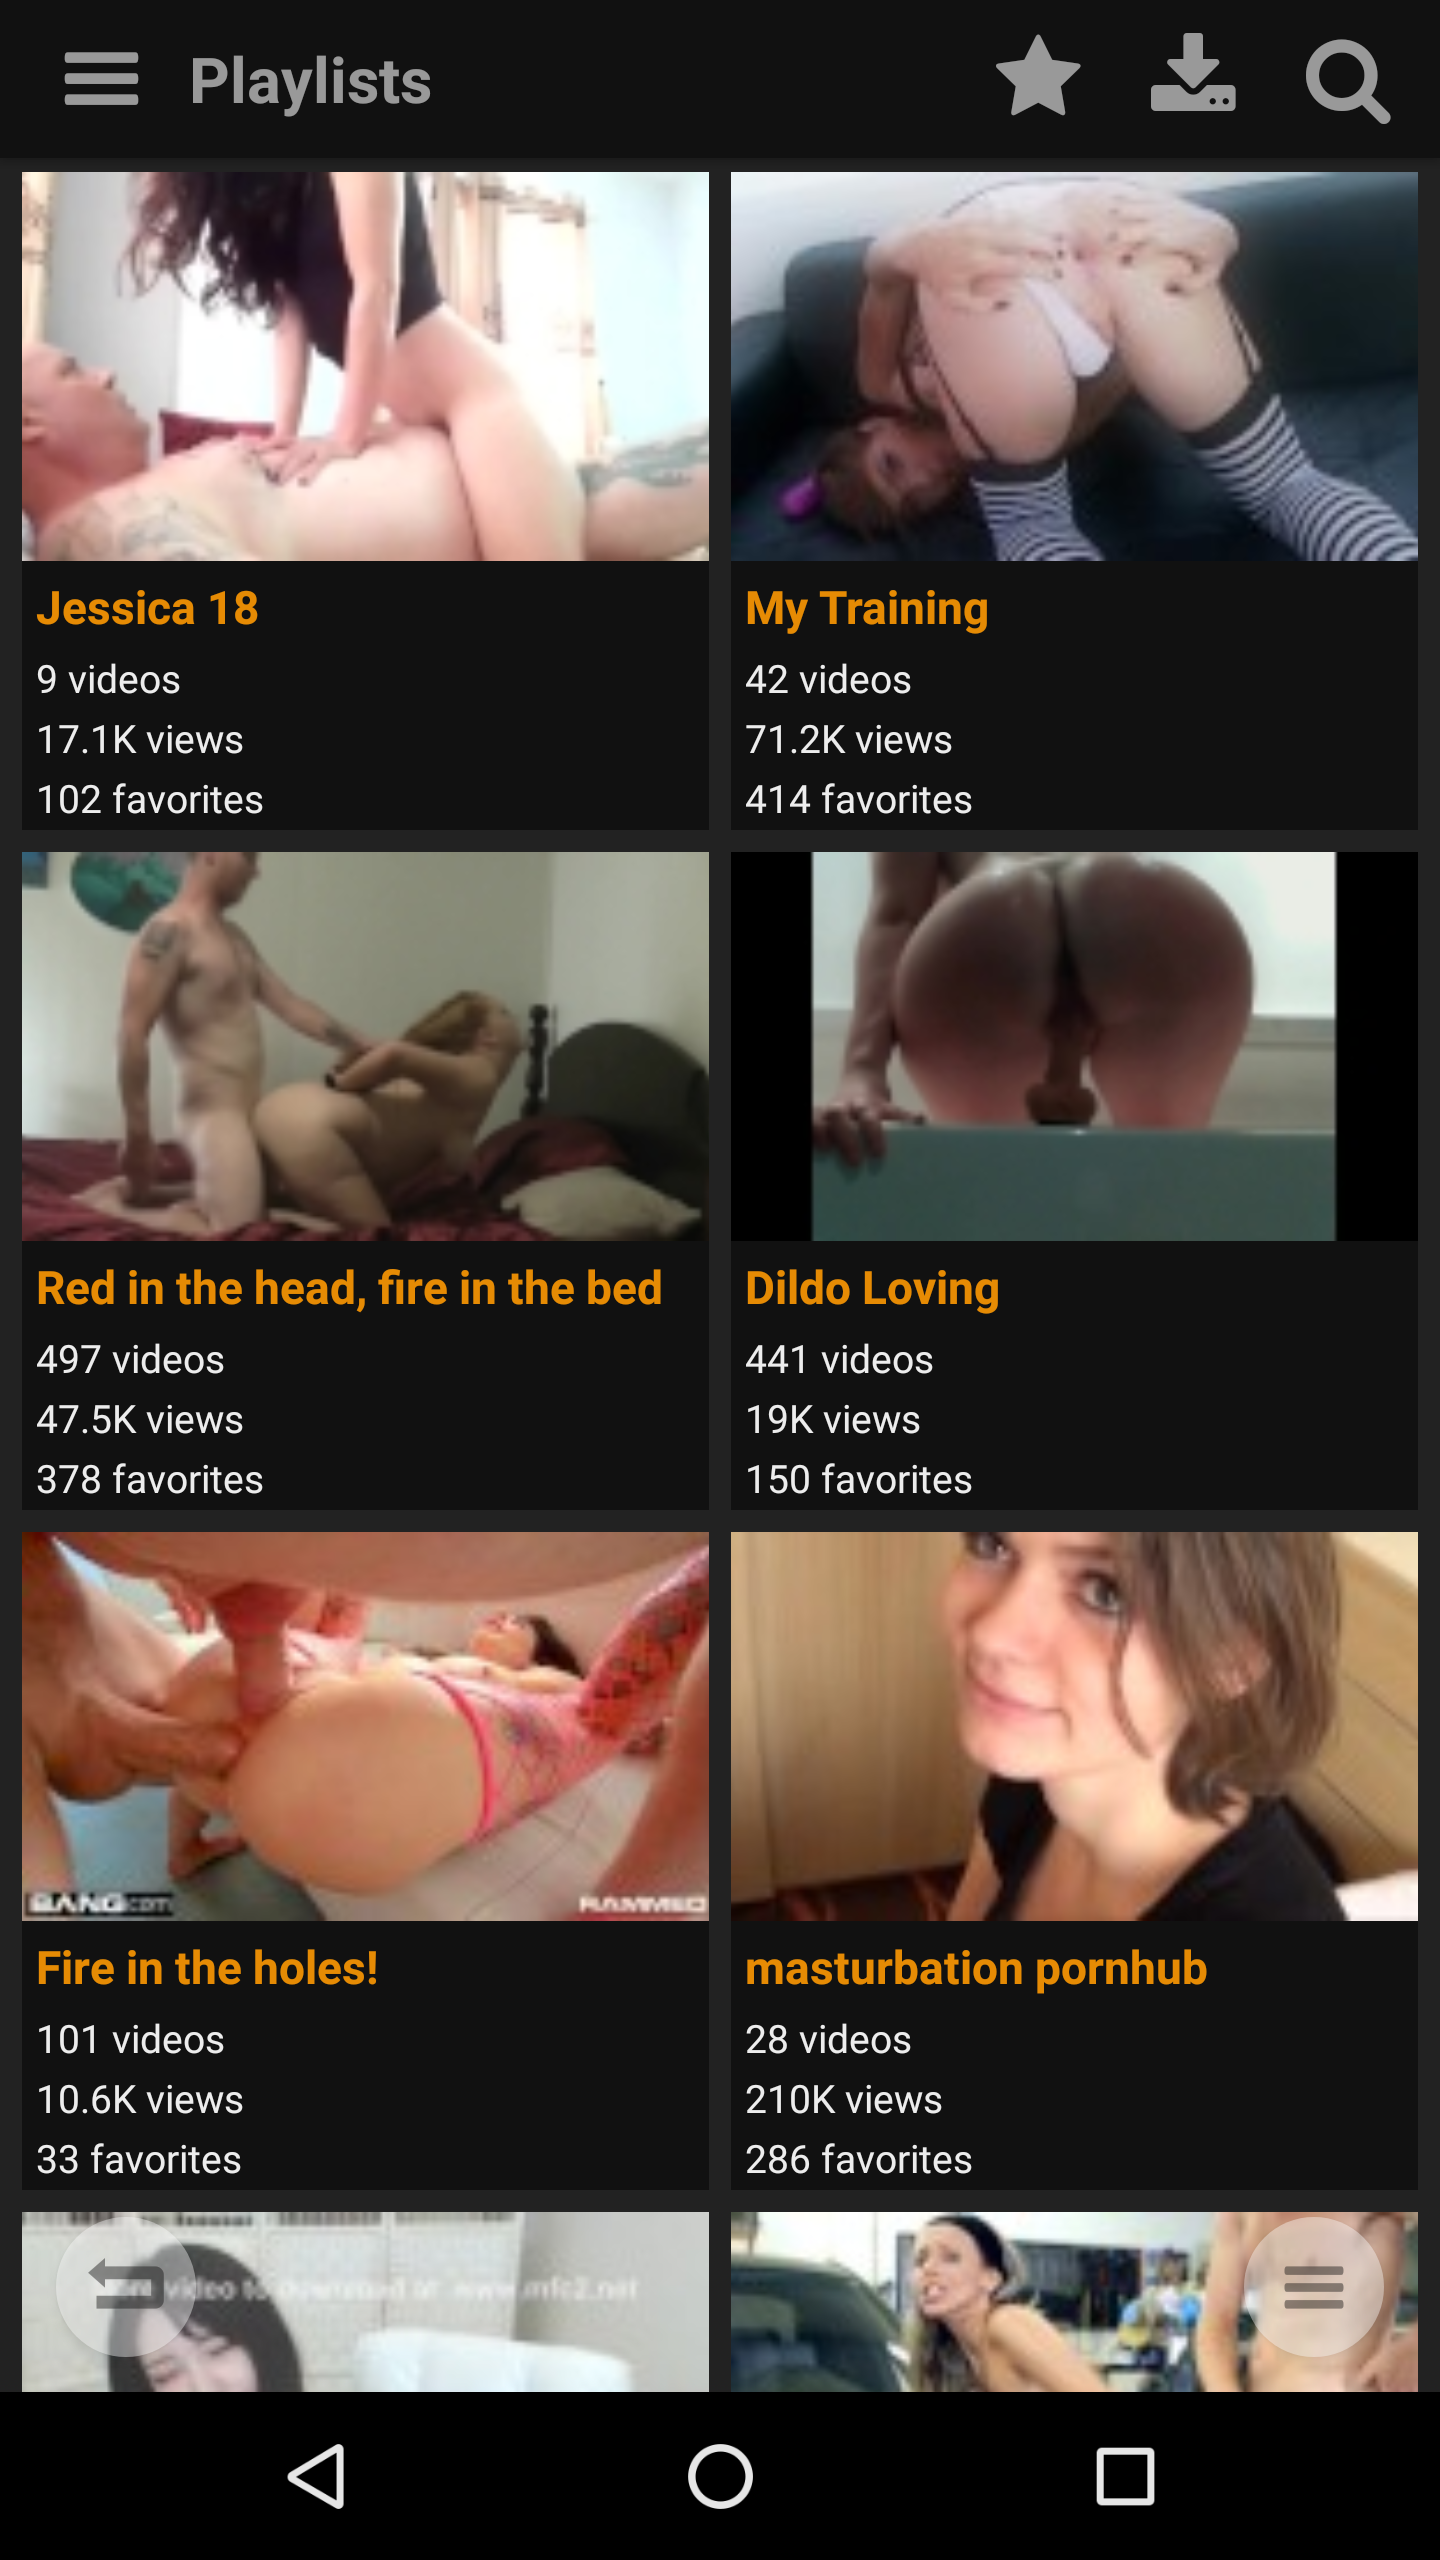 Playlists
Jessica 18
9 videos
17.1K views
102 favorites
My Training
42 videos
71.2K views
414 favorites
Red in the head, fire in the bed
497 videos
47.5K views
378 favorites
Dildo Loving
441 videos
19K views
150 favorites
BANG.com
RAMMED
Fire in the holes!
101 videos
10.6K views
33 favorites
masturbation pornhub
28 videos
210K views
286 favorites
video to download at www.mfc2.net